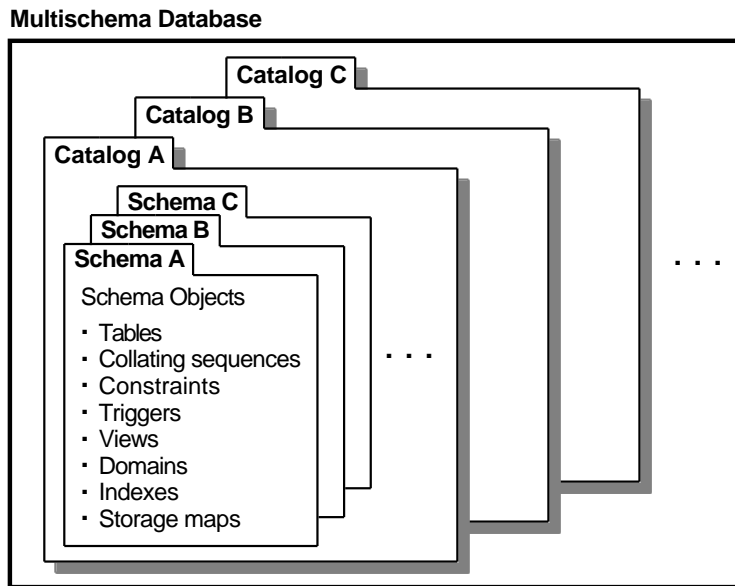 Multischema Database
Catalog C
Catalog B
Catalog A
Schema C
Schema B
Schema A
Schema Objects
· Tables
· Collating sequences
· Constraints
· Triggers
· Views
· Domains
· Indexes
· Storage maps
. . .
. . .